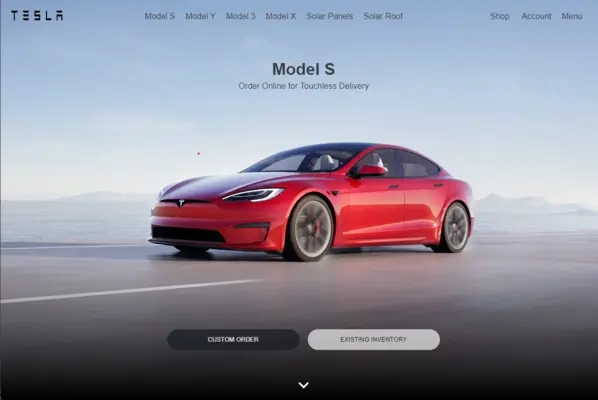 TESLA
Model S Model Y Model 3 Model X Solar Panels Solar Roof
Shop Account Menu
Model S
Order Online for Touchless Delivery
CUSTOM ORDER
EXISTING INVENTORY